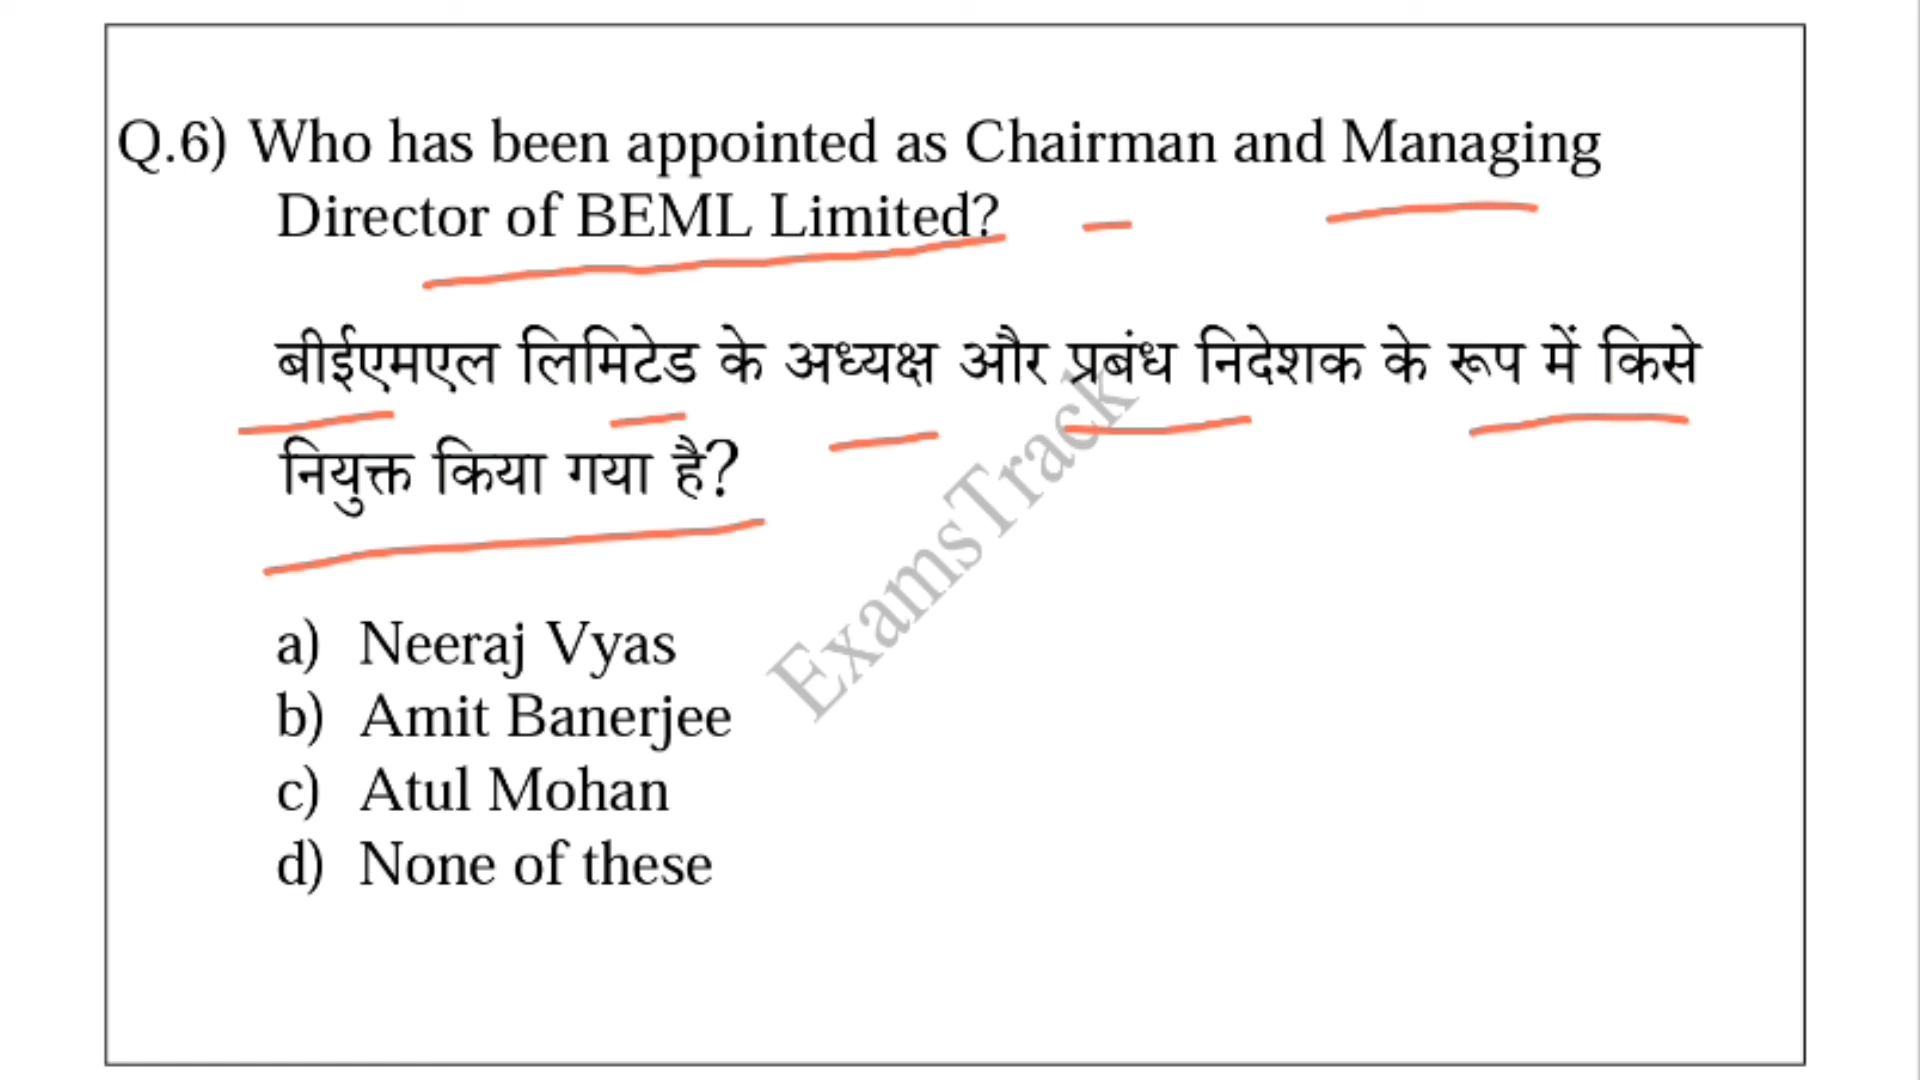 Q.6) Who has been appointed as Chairman and Managing
Director of BEML Limited?
बीईएमएल लिमिटेड के अध्यक्ष और प्रबंध निदेशक के रूप में किसे
नियुक्त किया गया है?
ExamsTrack
a) Neeraj Vyas
b) Amit Banerjee
c) Atul Mohan
d) None of these